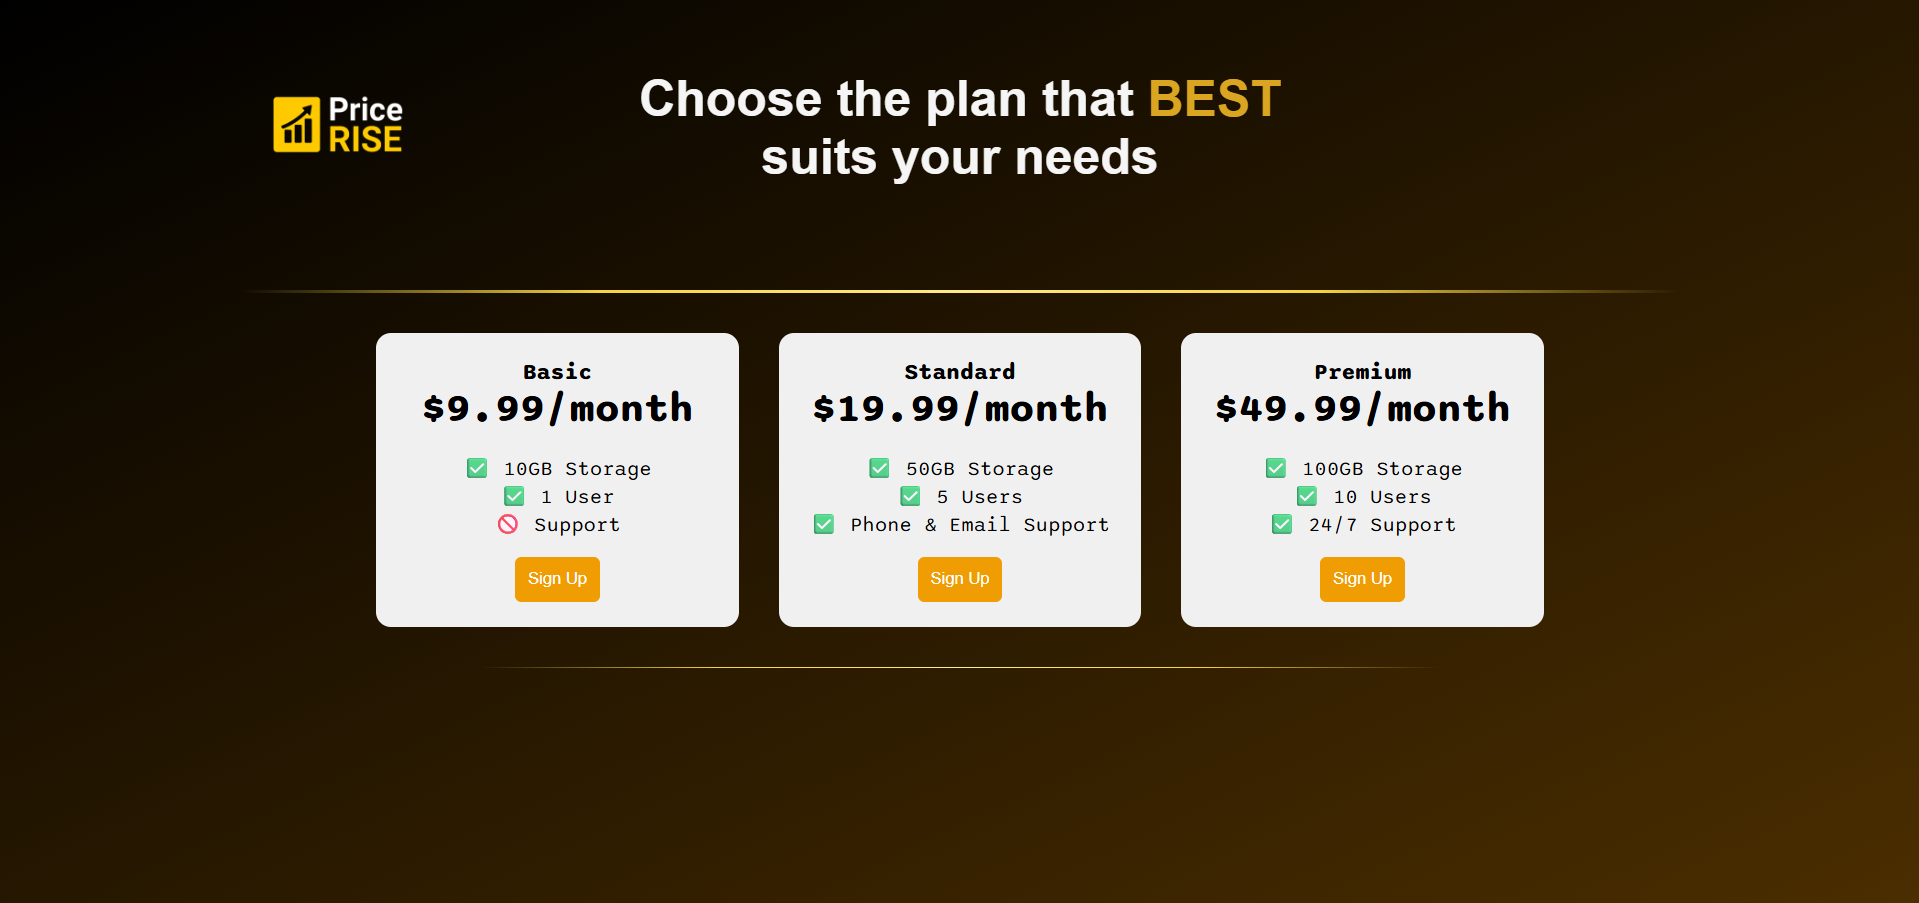 Price
RISE
Choose the plan that BEST
suits your needs
Basic
$9.99/month
✅ 10GB Storage
✅ 1 User
🚫 Support
Sign Up
Standard
$19.99/month
✅ 50GB Storage
✅ 5 Users
✅ Phone & Email Support
Sign Up
Premium
$49.99/month
✅ 100GB Storage
✅ 10 Users
✅ 24/7 Support
Sign Up